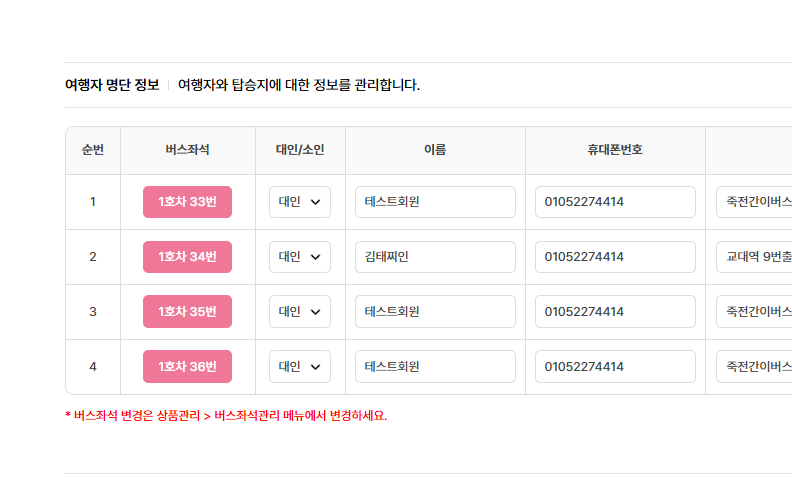 여행자 명단 정보 여행자와 탑승지에 대한 정보를 관리합니다.
순번 버스좌석 대인/소인 이름 휴대폰번호
1 1호차 33번 대인 테스트회원 01052274414 죽전간이버스
2 1호차 34번 대인 김태찌인 01052274414 교대역 9번출
3 1호차 35번 대인 테스트회원 01052274414 죽전간이버스
4 1호차 36번 대인 테스트회원 01052274414 죽전간이버스
* 버스좌석 변경은 상품관리 > 버스좌석관리 메뉴에서 변경하세요.